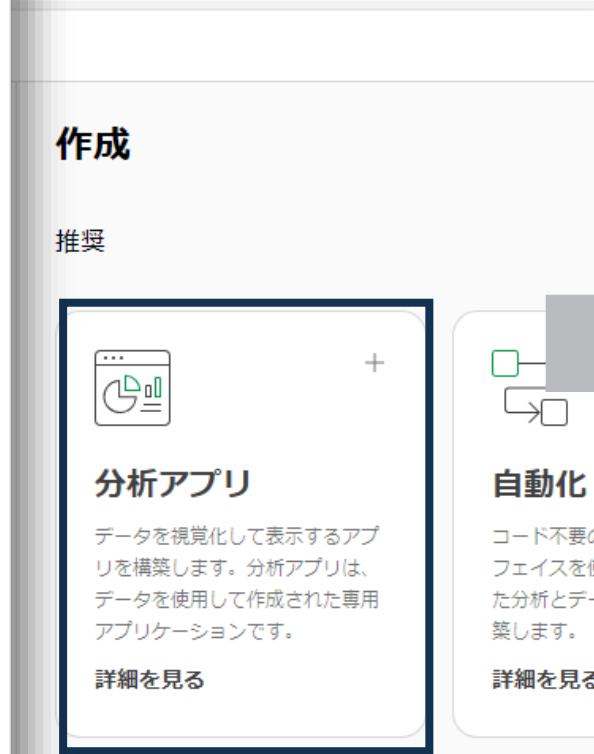 作成
推奨
分析アプリ
データを視覚化して表示するアプ
リを構築します。分析アプリは、
データを使用して作成された専用
アプリケーションです。
詳細を見る
自動化
コード不要の
フェイスを
た分析とデー
築します。
詳細を見る